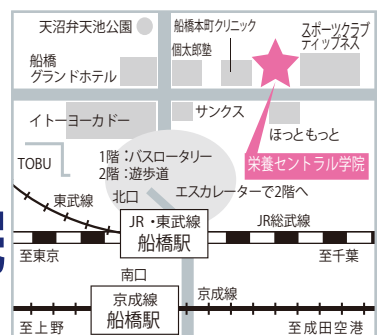 天沼弁天池公園
船橋本町クリニック
個太郎塾
スポーツクラブ
ティップネス
船橋
グランドホテル
サンクス
イトーヨーカドー
ほっともっと
TOBU
1階:バスロータリー
2階:遊歩道
栄養セントラル学院
北口
エスカレーターで2階へ
東武線
JR・東武線
船橋駅
JR総武線
至東京
至千葉
南口
京成線
船橋駅
京成線
至上野
至成田空港